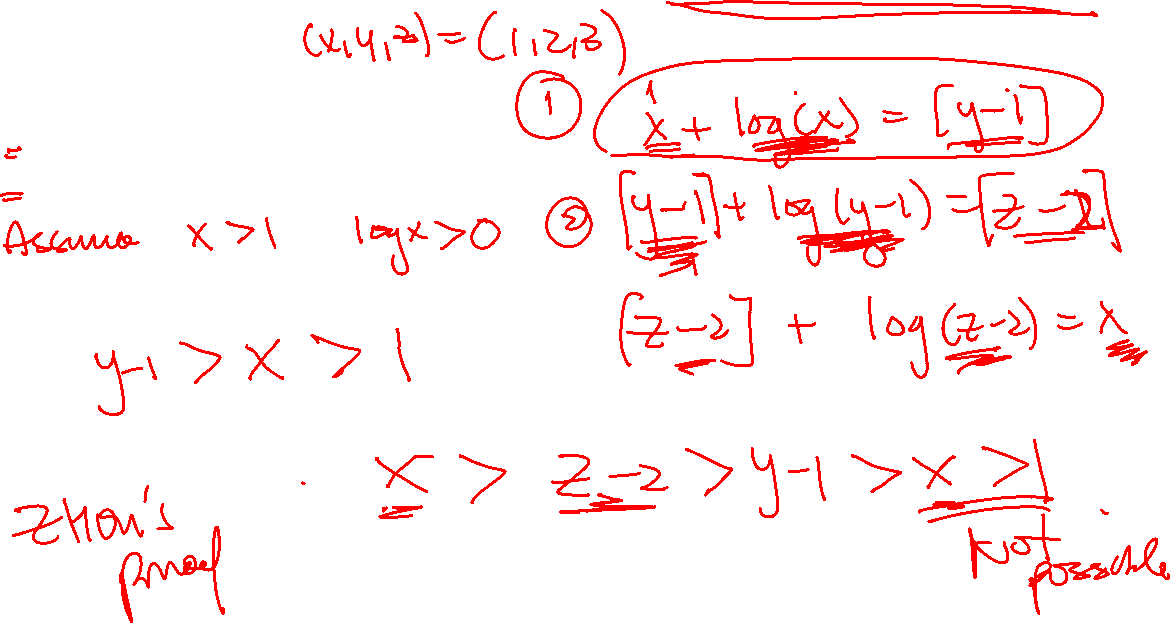 (x,y,z) = (1,2,3)
① x + log(x) = [y-1]
=
=
Assume x > 1 log x > 0 ② [y-1] + log(y-1) = [z-2]
[z-2] + log(z-2) = x
y-1 > x > 1
x > z-2 > y-1 > x > 1
Not possible
proof